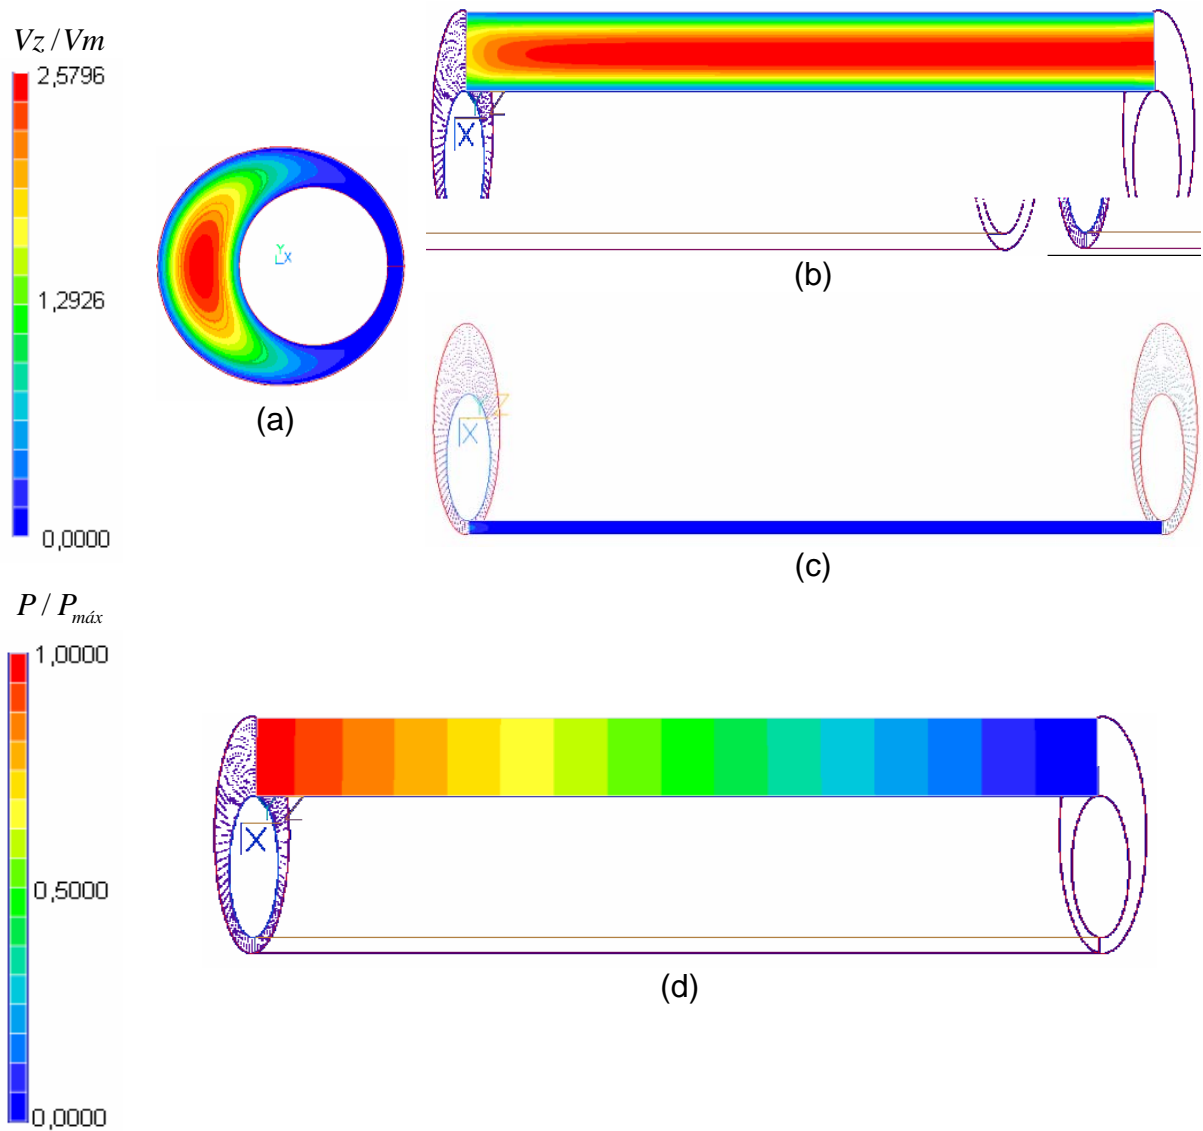 Vz / Vm
2,5796
1,2926
0,0000
Y
X
(a)
X
(b)
X
Z
(c)
P / Pmáx
1,0000
0,5000
0,0000
X
(d)